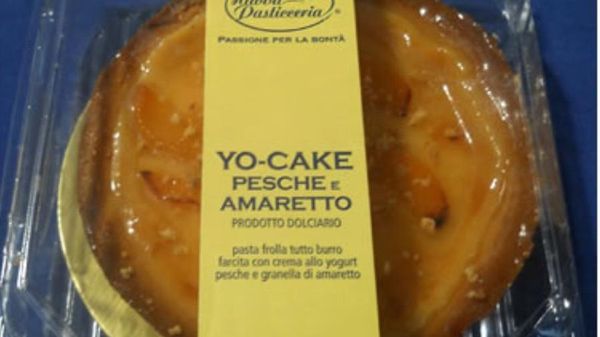 Pasticceria®
PASSIONE PER LA BONTÀ
YO-CAKE
PESCHE E
AMARETTO
PRODOTTO DOLCIARIO
pasta frolla tutto burro
farcita con crema allo yogurt
pesche e granella di amaretto